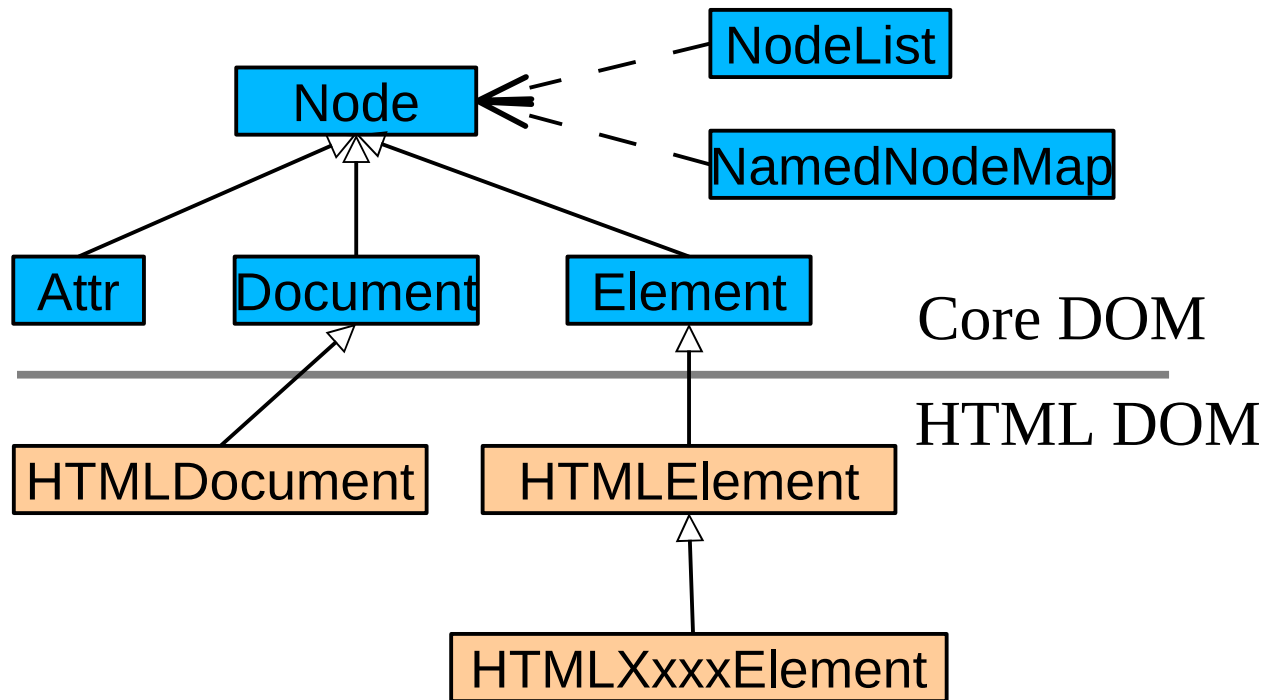 NodeList
Node
NamedNodeMap
Attr
Document
Element
Core DOM
HTML DOM
HTMLDocument
HTMLElement
HTMLXxxxElement